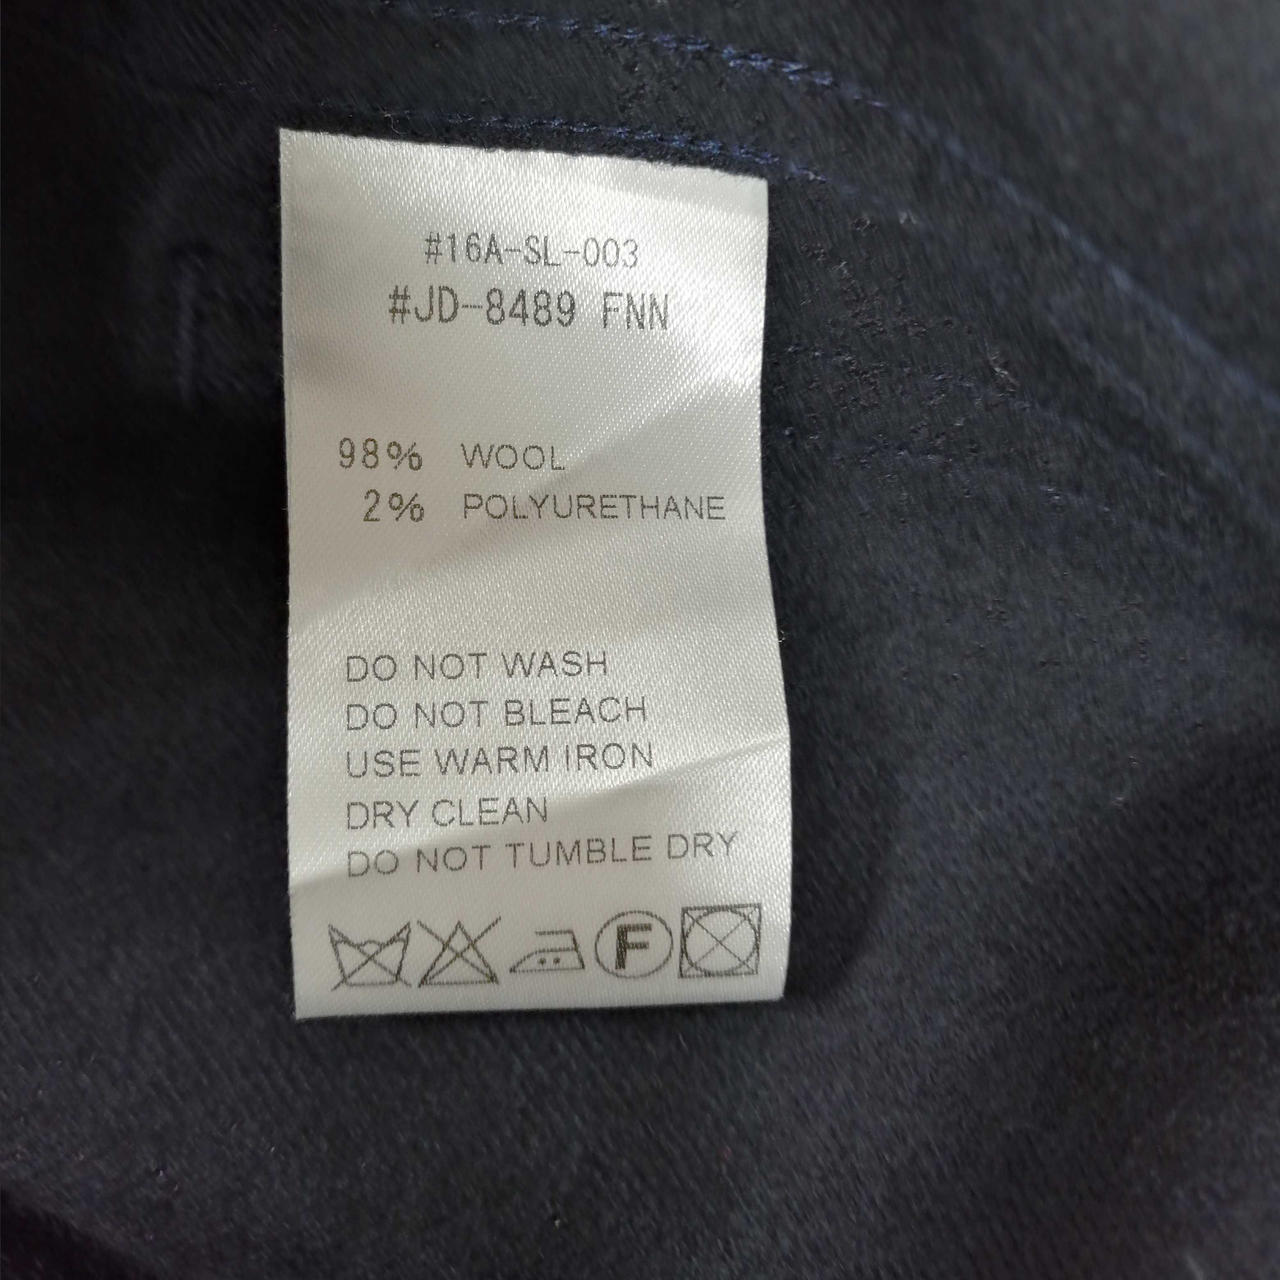 #16A-SL-003
#JD-8489 FNN
98% WOOL
2% POLYURETHANE
DO NOT WASH
DO NOT BLEACH
USE WARM IRON
DRY CLEAN
DO NOT TUMBLE DRY
F